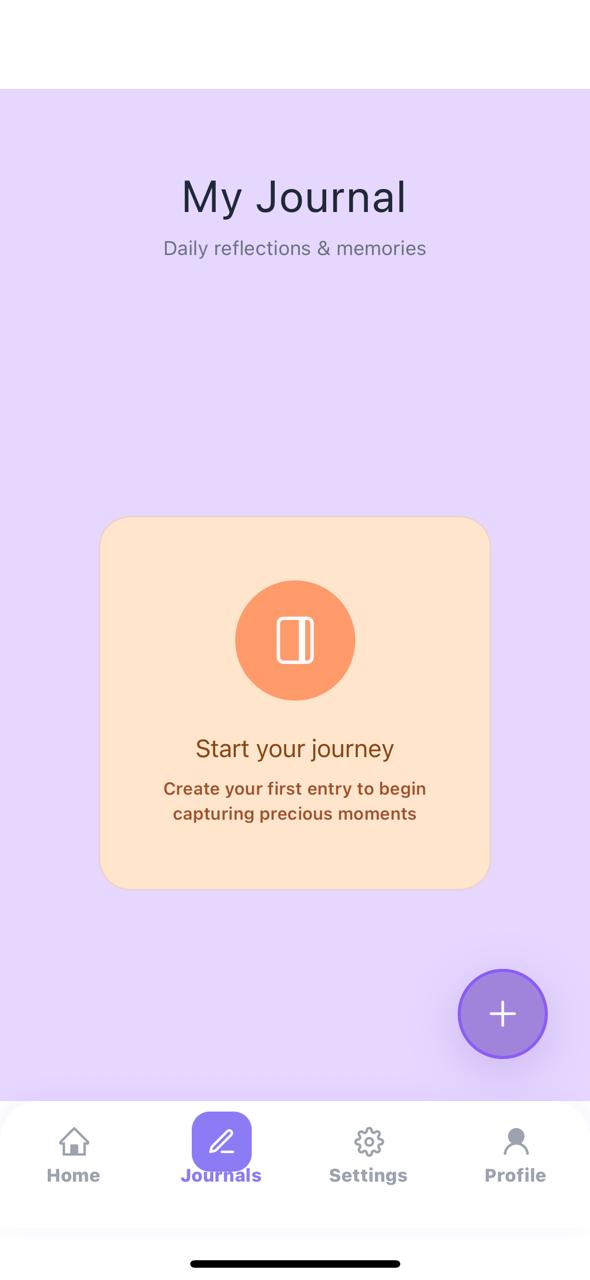 My Journal
Daily reflections & memories
Start your journey
Create your first entry to begin
capturing precious moments
Home
Journals
Settings
Profile